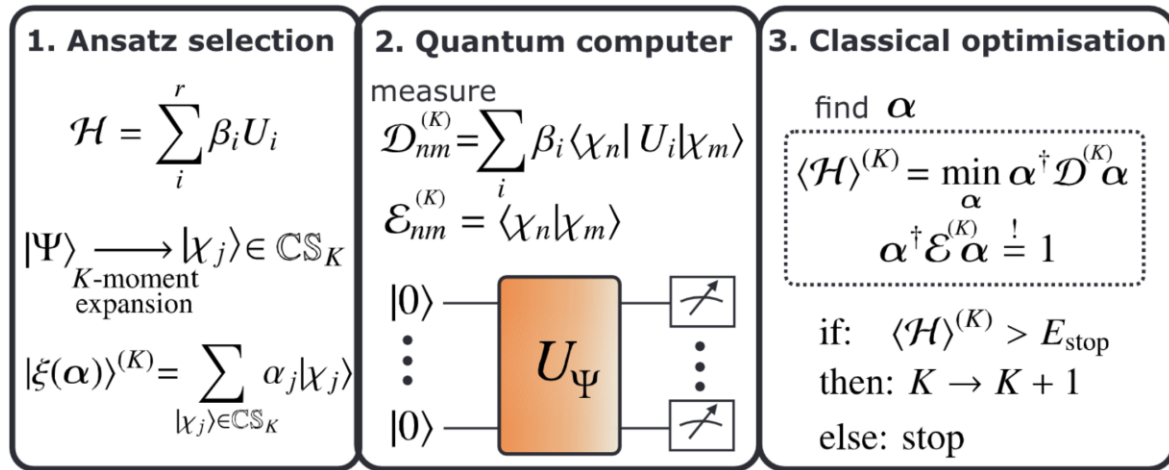 1. Ansatz selection
ℋ = ∑_i^r β_i U_i
|Ψ⟩ ⟶ |χ_j⟩ ∈ ℂ𝕊_K
K-moment
expansion
|ξ(α)⟩^(K) = ∑_{|χ_j⟩∈ℂ𝕊_K} α_j|χ_j⟩
2. Quantum computer
measure
𝒟_nm^(K) = ∑_i β_i ⟨χ_n| U_i |χ_m⟩
ℰ_nm^(K) = ⟨χ_n|χ_m⟩
|0⟩
U_Ψ
|0⟩
3. Classical optimisation
find α
⟨ℋ⟩^(K) = min_α α† 𝒟^(K) α
α† ℰ^(K) α =! 1
if: ⟨ℋ⟩^(K) > E_stop
then: K → K + 1
else: stop